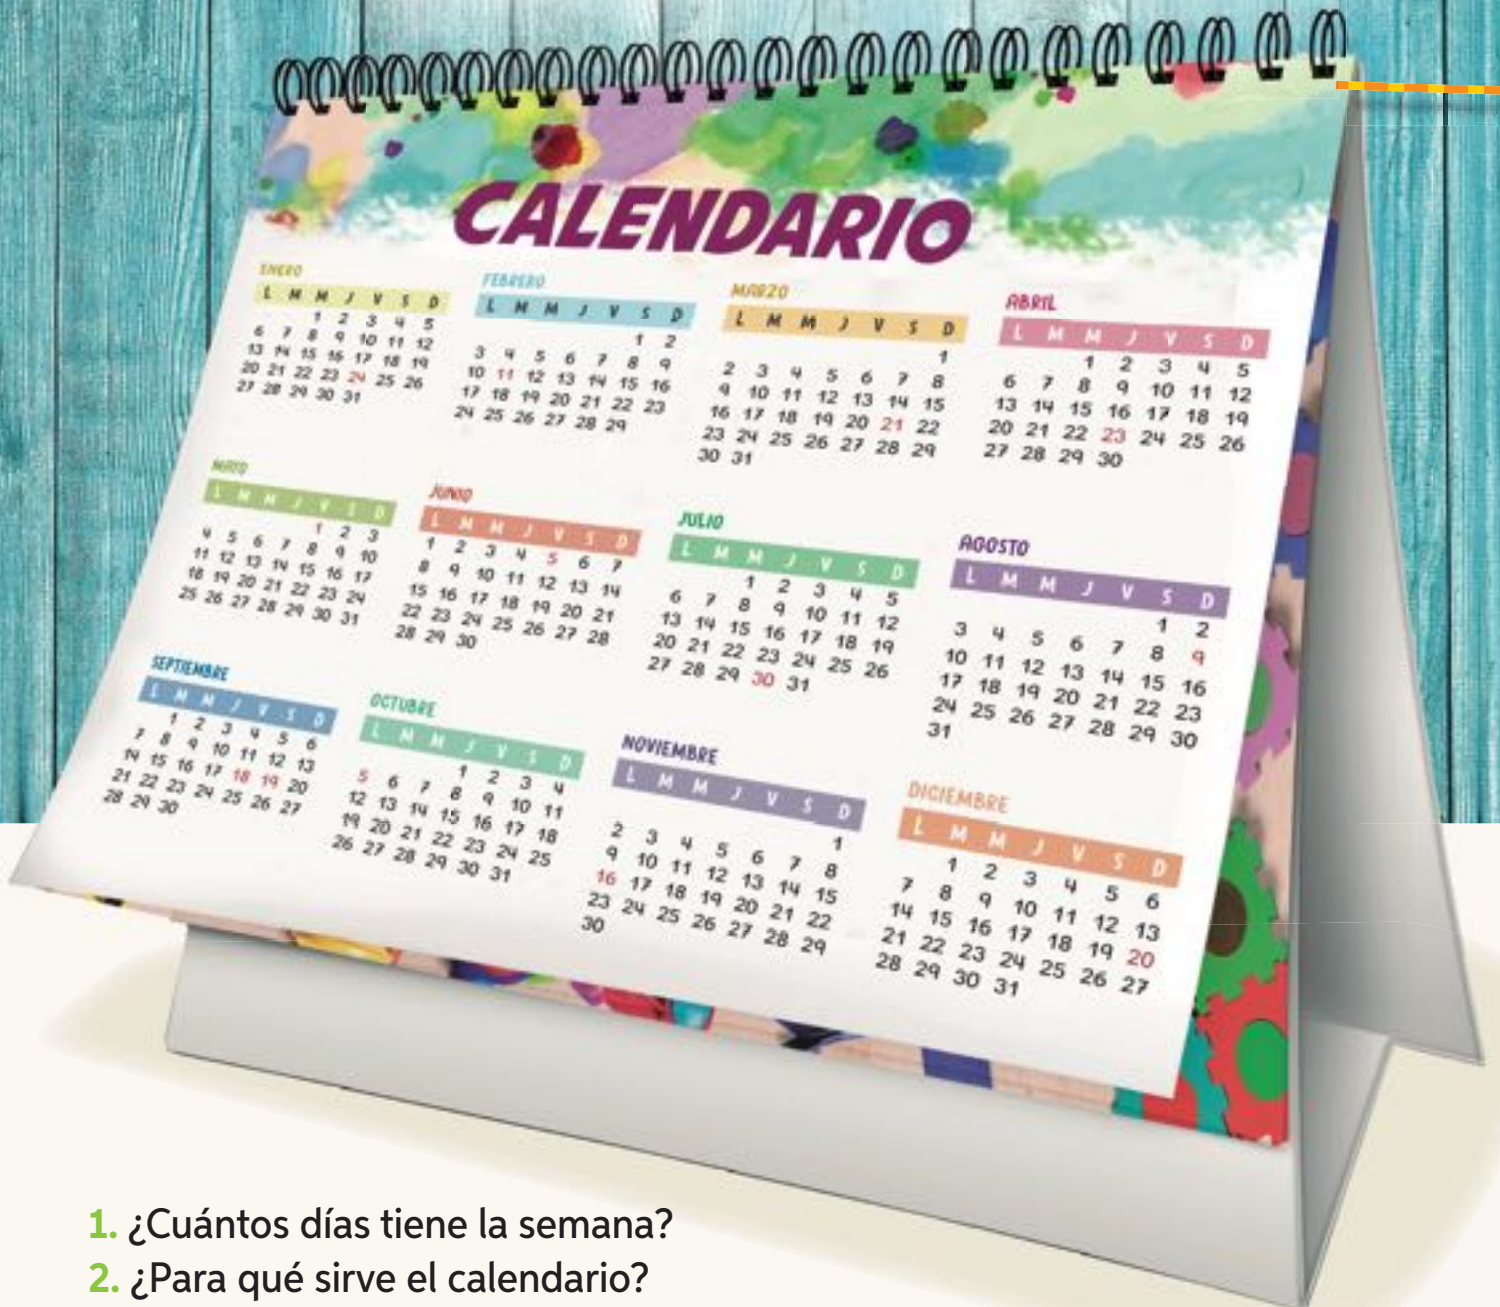 CALENDARIO
ENERO
L M M J V S D
1 2 3 4 5
6 7 8 9 10 11 12
13 14 15 16 17 18 19
20 21 22 23 24 25 26
27 28 29 30 31
FEBRERO
L M M J V S D
1 2
3 4 5 6 7 8 9
10 11 12 13 14 15 16
17 18 19 20 21 22 23
24 25 26 27 28 29
MARZO
L M M J V S D
1
2 3 4 5 6 7 8
9 10 11 12 13 14 15
16 17 18 19 20 21 22
23 24 25 26 27 28 29
30 31
ABRIL
L M M J V S D
1 2 3 4 5
6 7 8 9 10 11 12
13 14 15 16 17 18 19
20 21 22 23 24 25 26
27 28 29 30
MAYO
L M M J V S D
1 2 3
4 5 6 7 8 9 10
11 12 13 14 15 16 17
18 19 20 21 22 23 24
25 26 27 28 29 30 31
JUNIO
L M M J V S D
1 2 3 4 5 6 7
8 9 10 11 12 13 14
15 16 17 18 19 20 21
22 23 24 25 26 27 28
28 29 30
JULIO
L M M J V S D
1 2 3 4 5
6 7 8 9 10 11 12
13 14 15 16 17 18 19
20 21 22 23 24 25 26
27 28 29 30 31
AGOSTO
L M M J V S D
1 2
3 4 5 6 7 8 9
10 11 12 13 14 15 16
17 18 19 20 21 22 23
24 25 26 27 28 29 30
31
SEPTIEMBRE
L M M J V S D
1 2 3 4 5 6
7 8 9 10 11 12 13
14 15 16 17 18 19 20
21 22 23 24 25 26 27
28 29 30
OCTUBRE
L M M J V S D
1 2 3 4
5 6 7 8 9 10 11
12 13 14 15 16 17 18
19 20 21 22 23 24 25
26 27 28 29 30 31
NOVIEMBRE
L M M J V S D
1
2 3 4 5 6 7 8
9 10 11 12 13 14 15
16 17 18 19 20 21 22
23 24 25 26 27 28 29
30
DICIEMBRE
L M M J V S D
1 2 3 4 5 6
7 8 9 10 11 12 13
14 15 16 17 18 19 20
21 22 23 24 25 26 27
28 29 30 31
1. ¿Cuántos días tiene la semana?
2. ¿Para qué sirve el calendario?